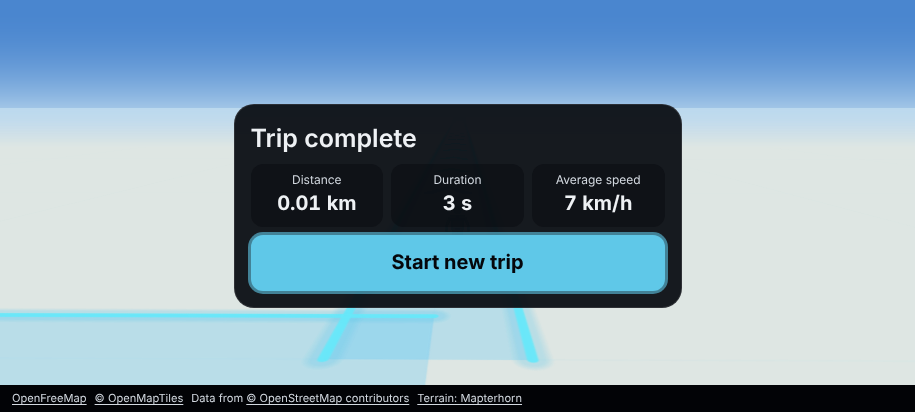 Trip complete
Distance
0.01 km
Duration
3 s
Average speed
7 km/h
Start new trip
OpenFreeMap © OpenMapTiles Data from © OpenStreetMap contributors Terrain: Mapterhorn